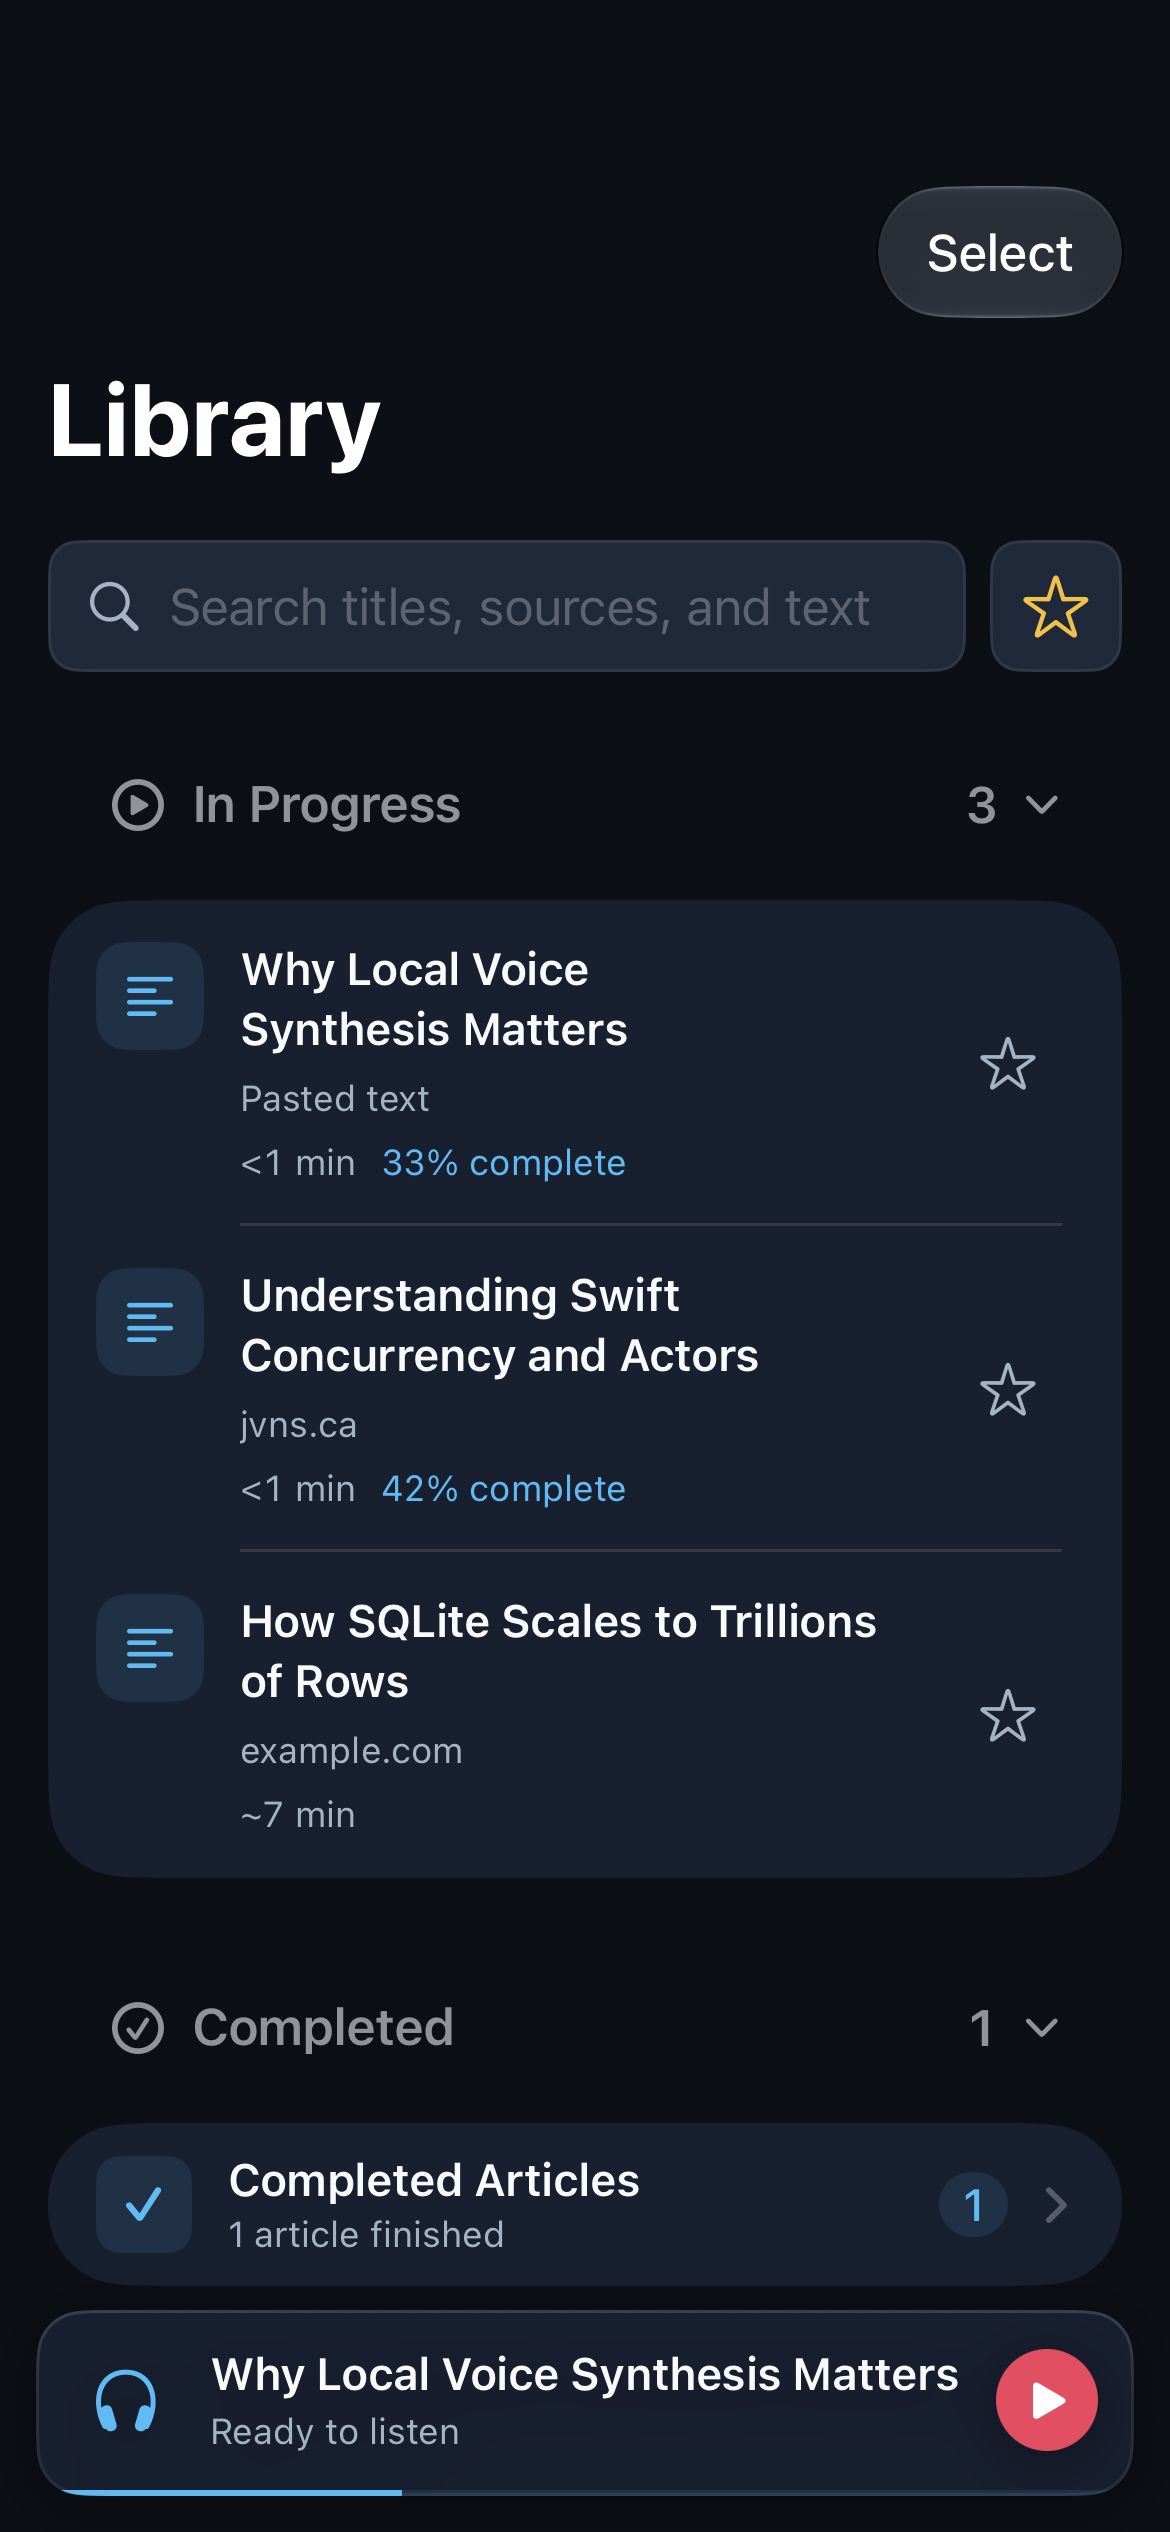 Select
Library
Search titles, sources, and text
In Progress 3
Why Local Voice
Synthesis Matters
Pasted text
<1 min 33% complete
Understanding Swift
Concurrency and Actors
jvns.ca
<1 min 42% complete
How SQLite Scales to Trillions
of Rows
example.com
~7 min
Completed 1
Completed Articles
1 article finished
1
Why Local Voice Synthesis Matters
Ready to listen